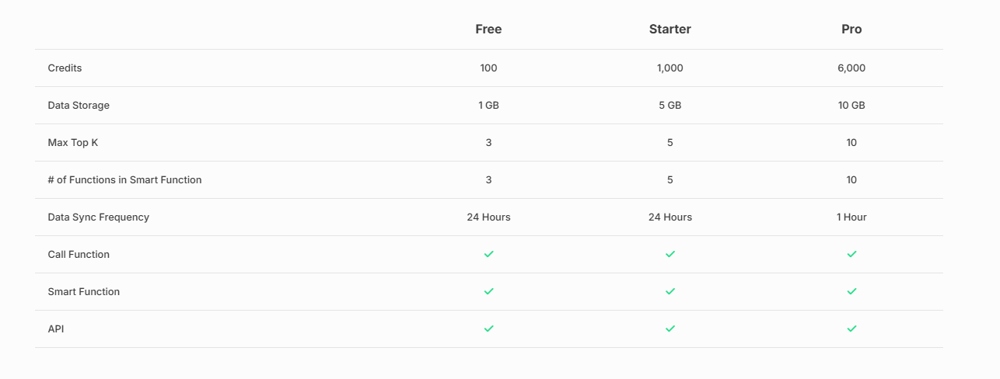 Free Starter Pro
Credits 100 1,000 6,000
Data Storage 1 GB 5 GB 10 GB
Max Top K 3 5 10
# of Functions in Smart Function 3 5 10
Data Sync Frequency 24 Hours 24 Hours 1 Hour
Call Function
Smart Function
API